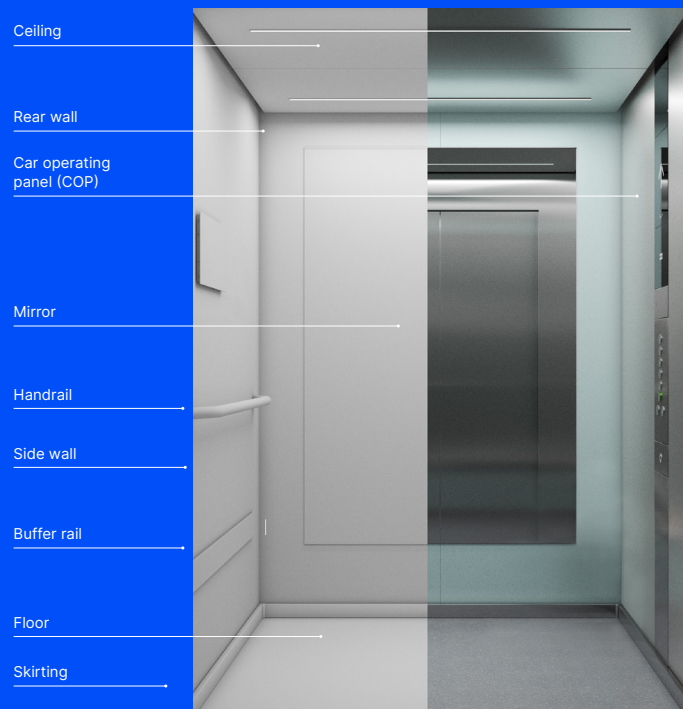 Ceiling
Rear wall
Car operating
panel (COP)
Mirror
Handrail
Side wall
Buffer rail
Floor
Skirting